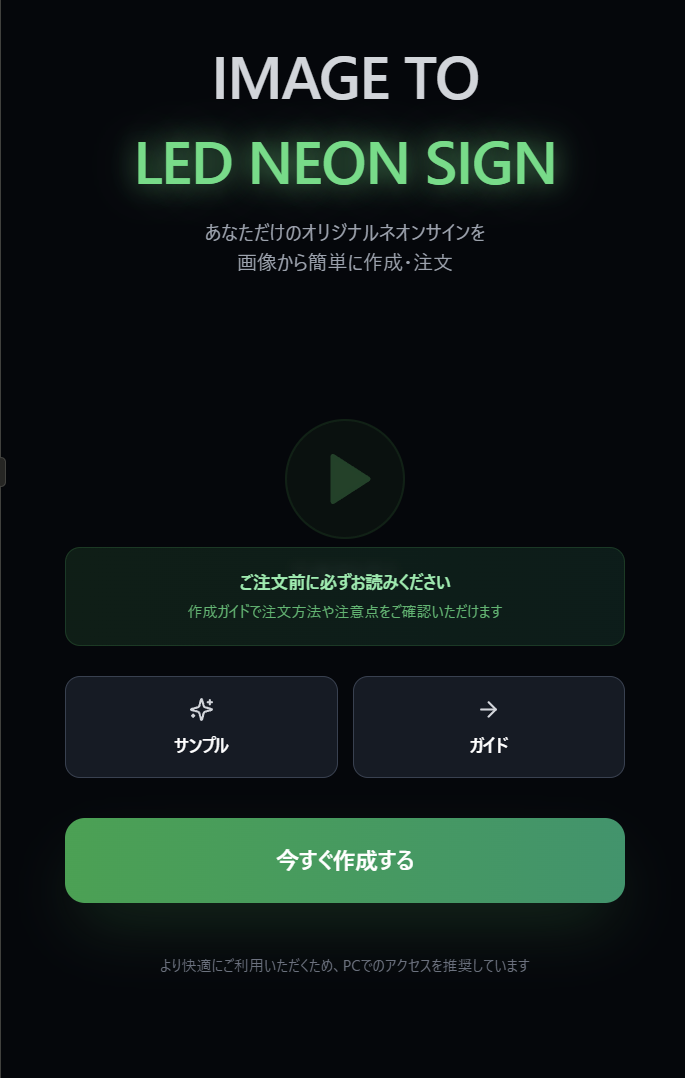 IMAGE TO
LED NEON SIGN
あなただけのオリジナルネオンサインを
画像から簡単に作成・注文
ご注文前に必ずお読みください
作成ガイドで注文方法や注意点をご確認いただけます
サンプル
ガイド
今すぐ作成する
より快適にご利用いただくため、PCでのアクセスを推奨しています